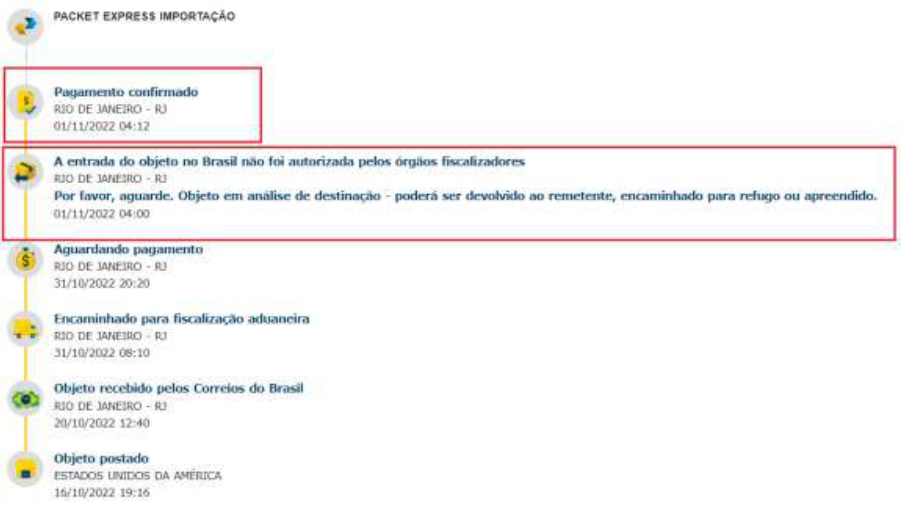 PACKET EXPRESS IMPORTAÇÃO
Pagamento confirmado
RIO DE JANEIRO - RJ
01/11/2022 04:12
A entrada do objeto no Brasil não foi autorizada pelos órgãos fiscalizadores
RIO DE JANEIRO - RJ
Por favor, aguarde. Objeto em análise de destinação - poderá ser devolvido ao remetente, encaminhado para refugo ou apreendido.
01/11/2022 04:00
Aguardando pagamento
RIO DE JANEIRO - RJ
31/10/2022 20:20
Encaminhado para fiscalização aduaneira
RIO DE JANEIRO - RJ
31/10/2022 08:10
Objeto recebido pelos Correios do Brasil
RIO DE JANEIRO - RJ
20/10/2022 12:40
Objeto postado
ESTADOS UNIDOS DA AMÉRICA
16/10/2022 19:16